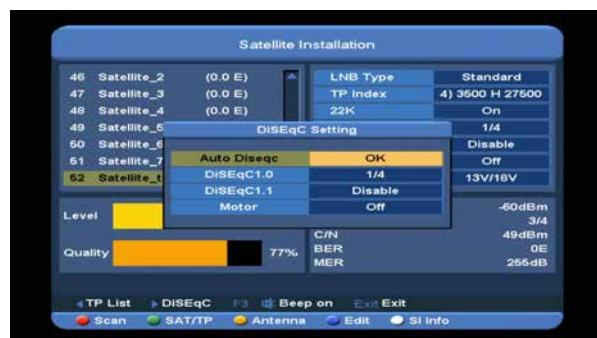 Satellite Installation
46 Satellite_2 (0.0 E)
47 Satellite_3 (0.0 E)
48 Satellite_4 (0.0 E)
49 Satellite_5
50 Satellite_6
51 Satellite_7
52 Satellite_t
LNB Type Standard
TP Index 4) 3500 H 27500
22K On
1/4
Disable
Off
13V/18V
DiSEqC Setting
Auto Diseqc OK
DiSEqC1.0 1/4
DiSEqC1.1 Disable
Motor Off
Level
Quality 77%
-60dBm
3/4
C/N 49dBm
BER 0E
MER 255dB
TP List DiSEqC F3 Beep on Exit Exit
Scan SAT/TP Antenna Edit SI Info